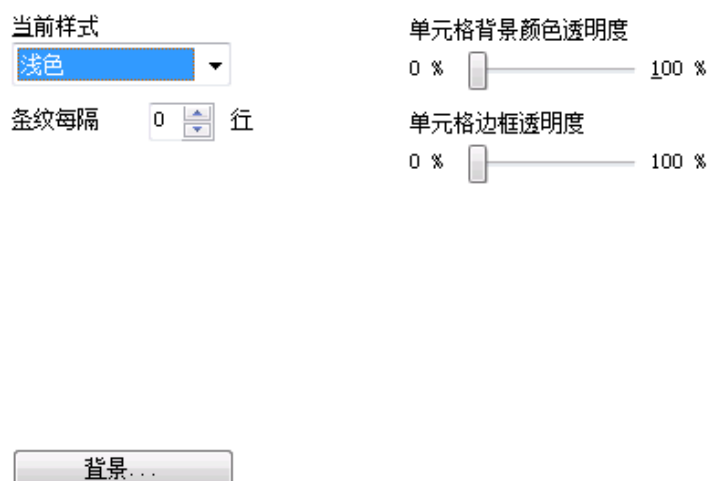 当前样式
浅色
条纹每隔 0 行
单元格背景颜色透明度
0 % 100 %
单元格边框透明度
0 % 100 %
背景...